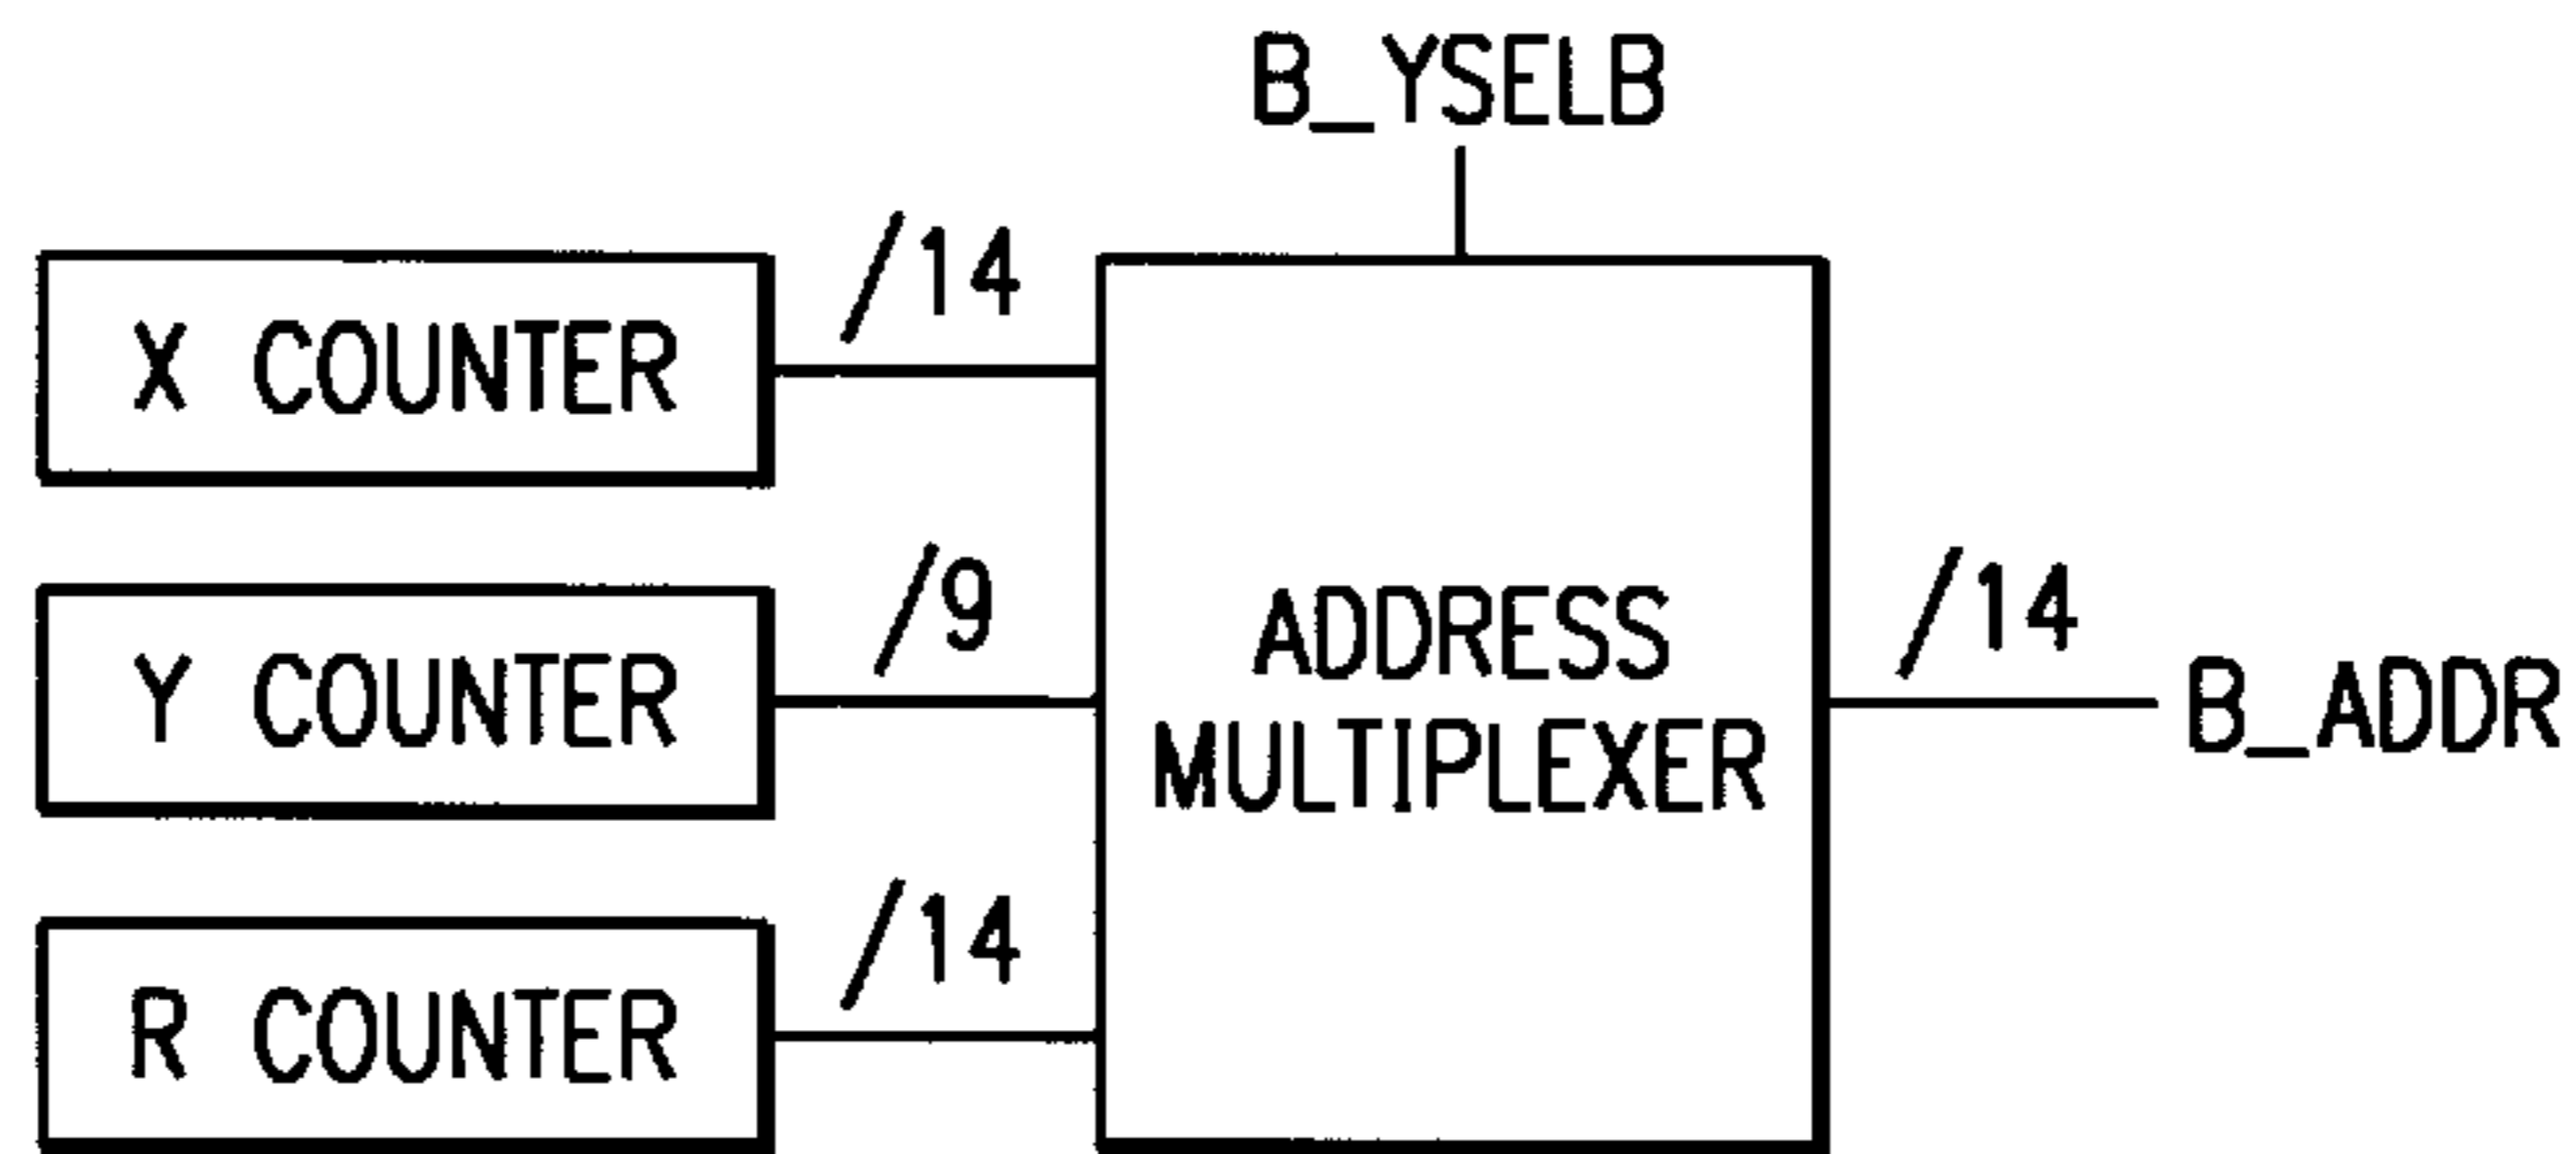 B_YSELB
/14
X COUNTER
/9
Y COUNTER
ADDRESS
MULTIPLEXER
/14
B_ADDR
/14
R COUNTER